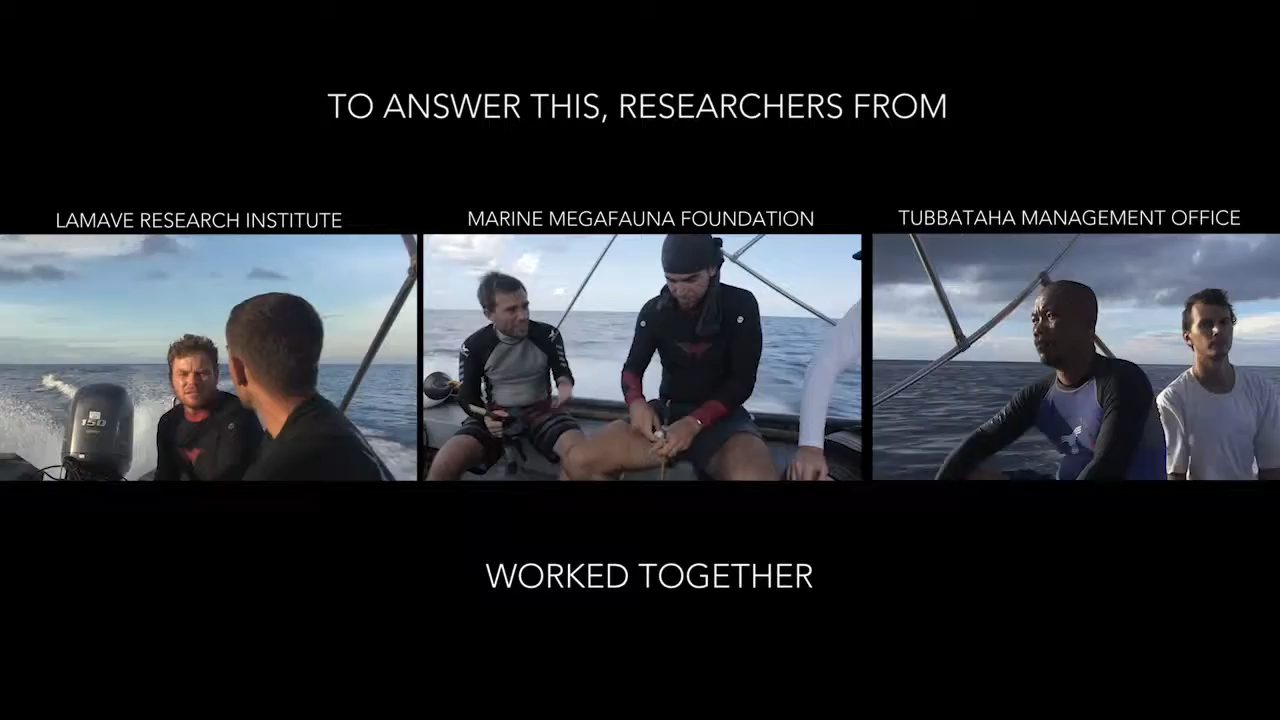 TO ANSWER THIS, RESEARCHERS FROM
LAMAVE RESEARCH INSTITUTE
MARINE MEGAFAUNA FOUNDATION
TUBBATAHA MANAGEMENT OFFICE
150
WORKED TOGETHER